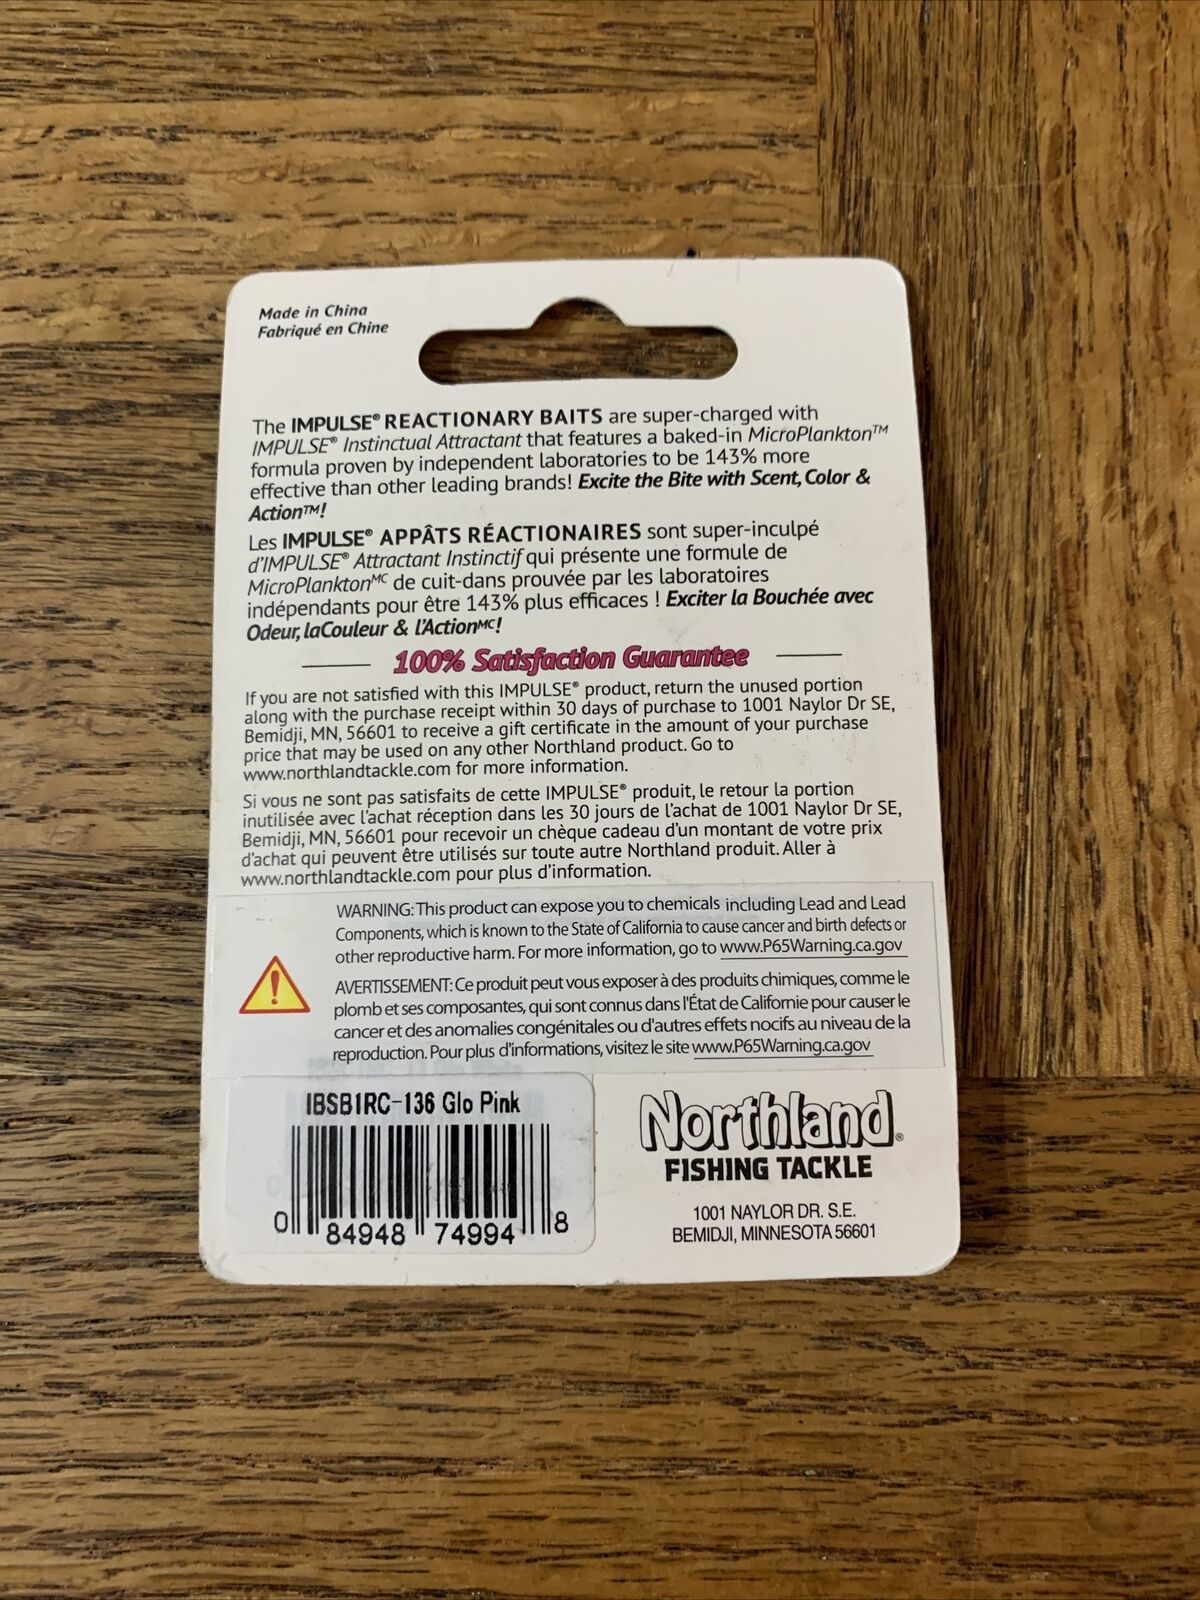 Made in China
Fabriqué en Chine
The IMPULSE® REACTIONARY BAITS are super-charged with
IMPULSE® Instinctual Attractant that features a baked-in MicroPlankton™
formula proven by independent laboratories to be 143% more
effective than other leading brands! Excite the Bite with Scent, Color &
Action™!
Les IMPULSE® APPÂTS RÉACTIONAIRES sont super-inculpé
d'IMPULSE® Attractant Instinctif qui présente une formule de
MicroPlankton ᴹᶜ de cuit-dans prouvée par les laboratoires
indépendants pour être 143% plus efficaces ! Exciter la Bouchée avec
Odeur, laCouleur & l'Action ᴹᶜ!
100% Satisfaction Guarantee
If you are not satisfied with this IMPULSE® product, return the unused portion
along with the purchase receipt within 30 days of purchase to 1001 Naylor Dr SE,
Bemidji, MN, 56601 to receive a gift certificate in the amount of your purchase
price that may be used on any other Northland product. Go to
www.northlandtackle.com for more information.
Si vous ne sont pas satisfaits de cette IMPULSE® produit, le retour la portion
inutilisée avec l'achat réception dans les 30 jours de l'achat de 1001 Naylor Dr SE,
Bemidji, MN, 56601 pour recevoir un chèque cadeau d'un montant de votre prix
d'achat qui peuvent être utilisés sur toute autre Northland produit. Aller à
www.northlandtackle.com pour plus d'information.
WARNING: This product can expose you to chemicals including Lead and Lead
Components, which is known to the State of California to cause cancer and birth defects or
other reproductive harm. For more information, go to www.P65Warning.ca.gov
AVERTISSEMENT: Ce produit peut vous exposer à des produits chimiques, comme le
plomb et ses composantes, qui sont connus dans l'État de Californie pour causer le
cancer et des anomalies congénitales ou d'autres effets nocifs au niveau de la
reproduction. Pour plus d'informations, visitez le site www.P65Warning.ca.gov
IBSB1RC-136 Glo Pink
0 84948 74994 8
Northland®
FISHING TACKLE
1001 NAYLOR DR. S.E.
BEMIDJI, MINNESOTA 56601